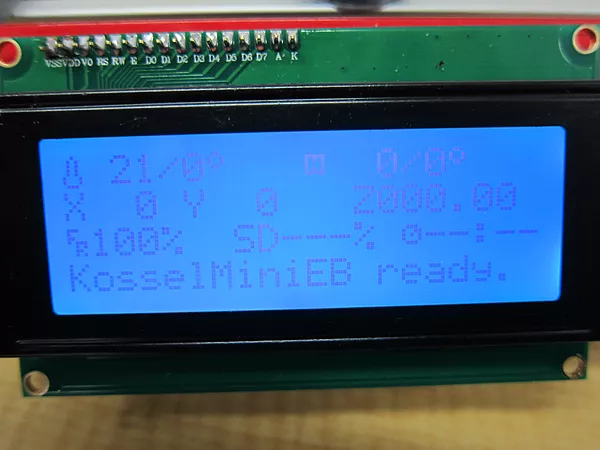 VSS VDD V0 RS RW E D0 D1 D2 D3 D4 D5 D6 D7 A K
21/0° 0/0°
X 0 Y 0 Z000.00
FR100% SD---% --:--
KosselMiniEB ready.